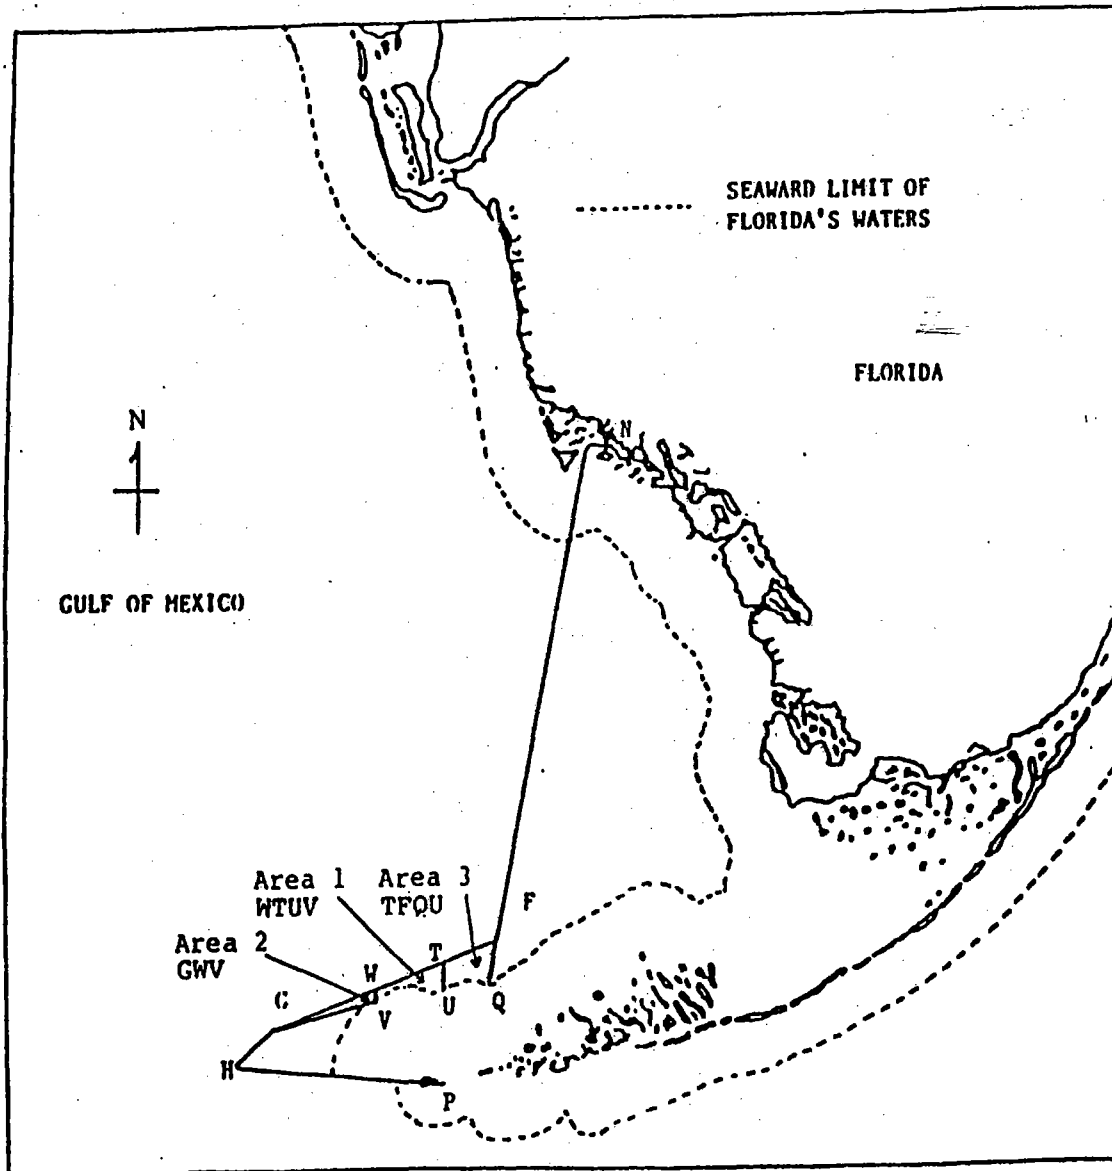 SEAWARD LIMIT OF
FLORIDA'S WATERS
FLORIDA
N
N
GULF OF MEXICO
Area 1
WTUV
Area 3
TFQU
F
Area 2
GWV
W
T
G
V
U
Q
H
P